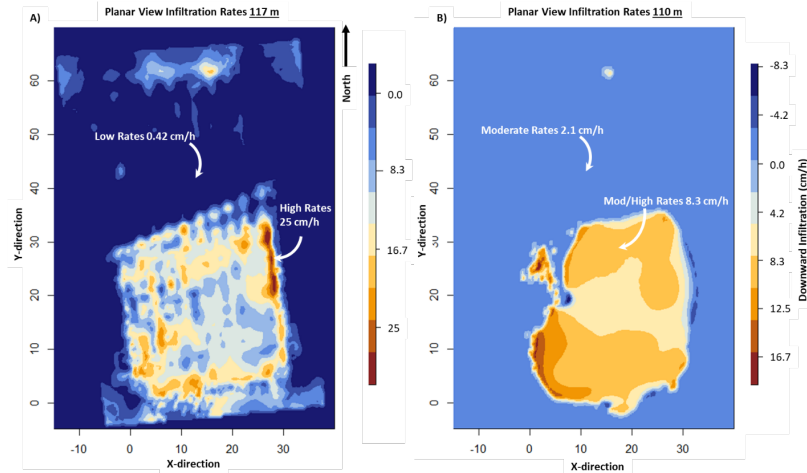 A)
Planar View Infiltration Rates 117 m
North
Low Rates 0.42 cm/h
High Rates
25 cm/h
Y-direction
60
50
40
30
20
10
0
-10
0
10
20
30
X-direction
0.0
8.3
16.7
25
B)
Planar View Infiltration Rates 110 m
Moderate Rates 2.1 cm/h
Mod/High Rates 8.3 cm/h
Y-direction
60
50
40
30
20
10
0
-10
0
10
20
30
X-direction
-8.3
-4.2
0.0
4.2
8.3
12.5
16.7
Downward Infiltration (cm/h)